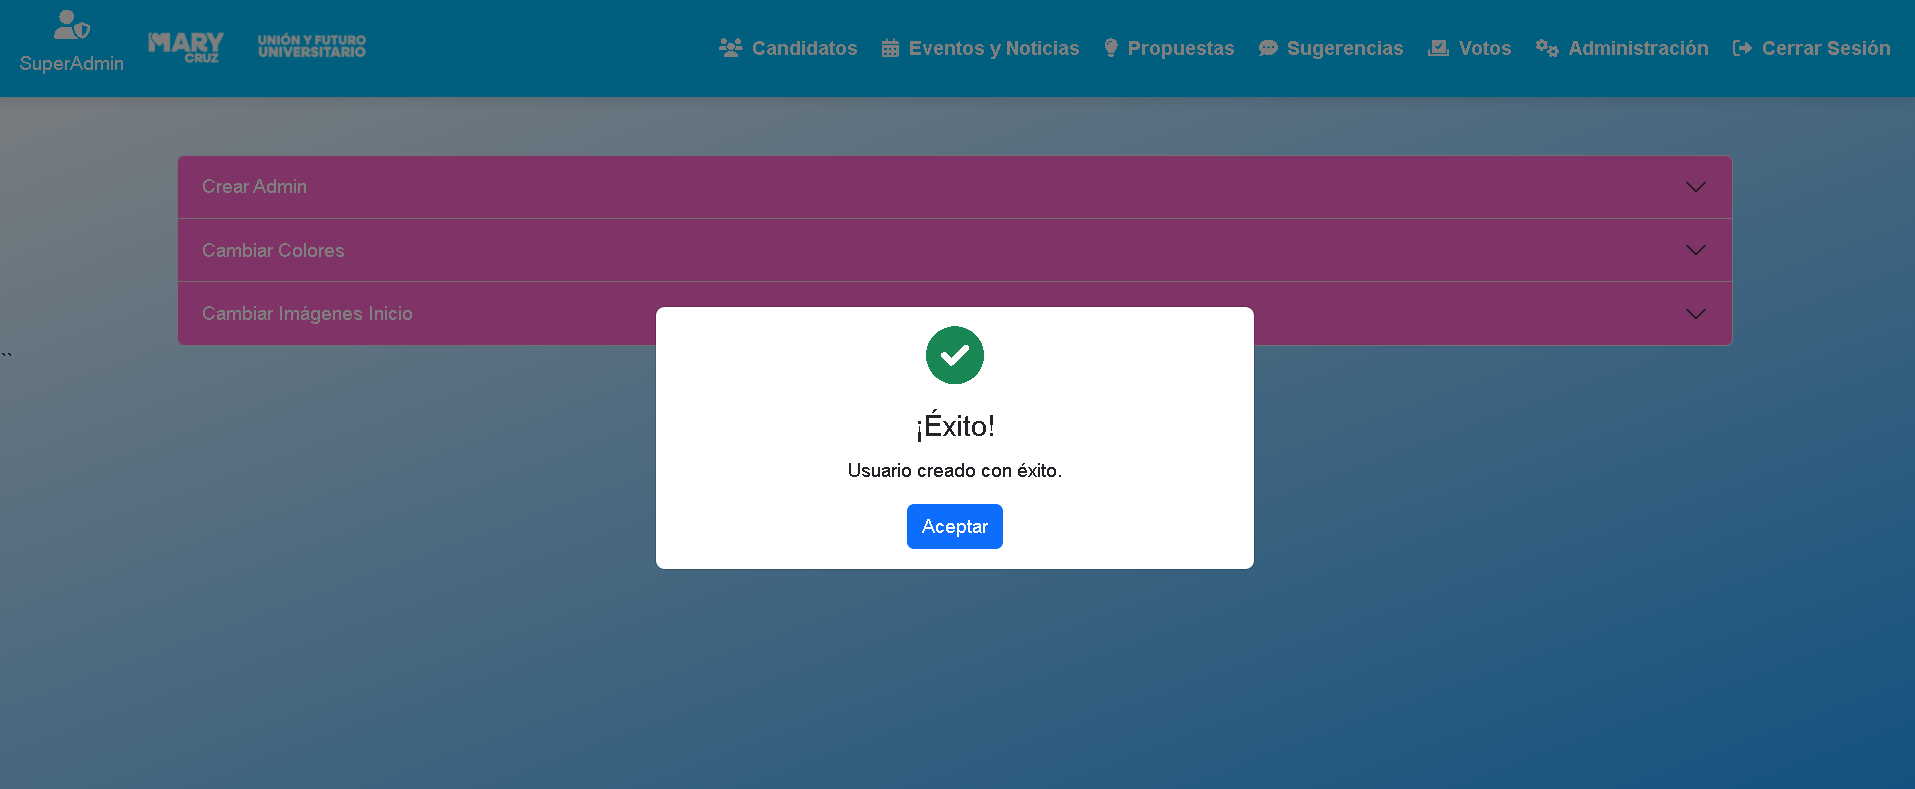 SuperAdmin
MARY
CRUZ
UNIÓN Y FUTURO
UNIVERSITARIO
Candidatos
Eventos y Noticias
Propuestas
Sugerencias
Votos
Administración
Cerrar Sesión
Crear Admin
Cambiar Colores
Cambiar Imágenes Inicio
``
¡Éxito!
Usuario creado con éxito.
Aceptar